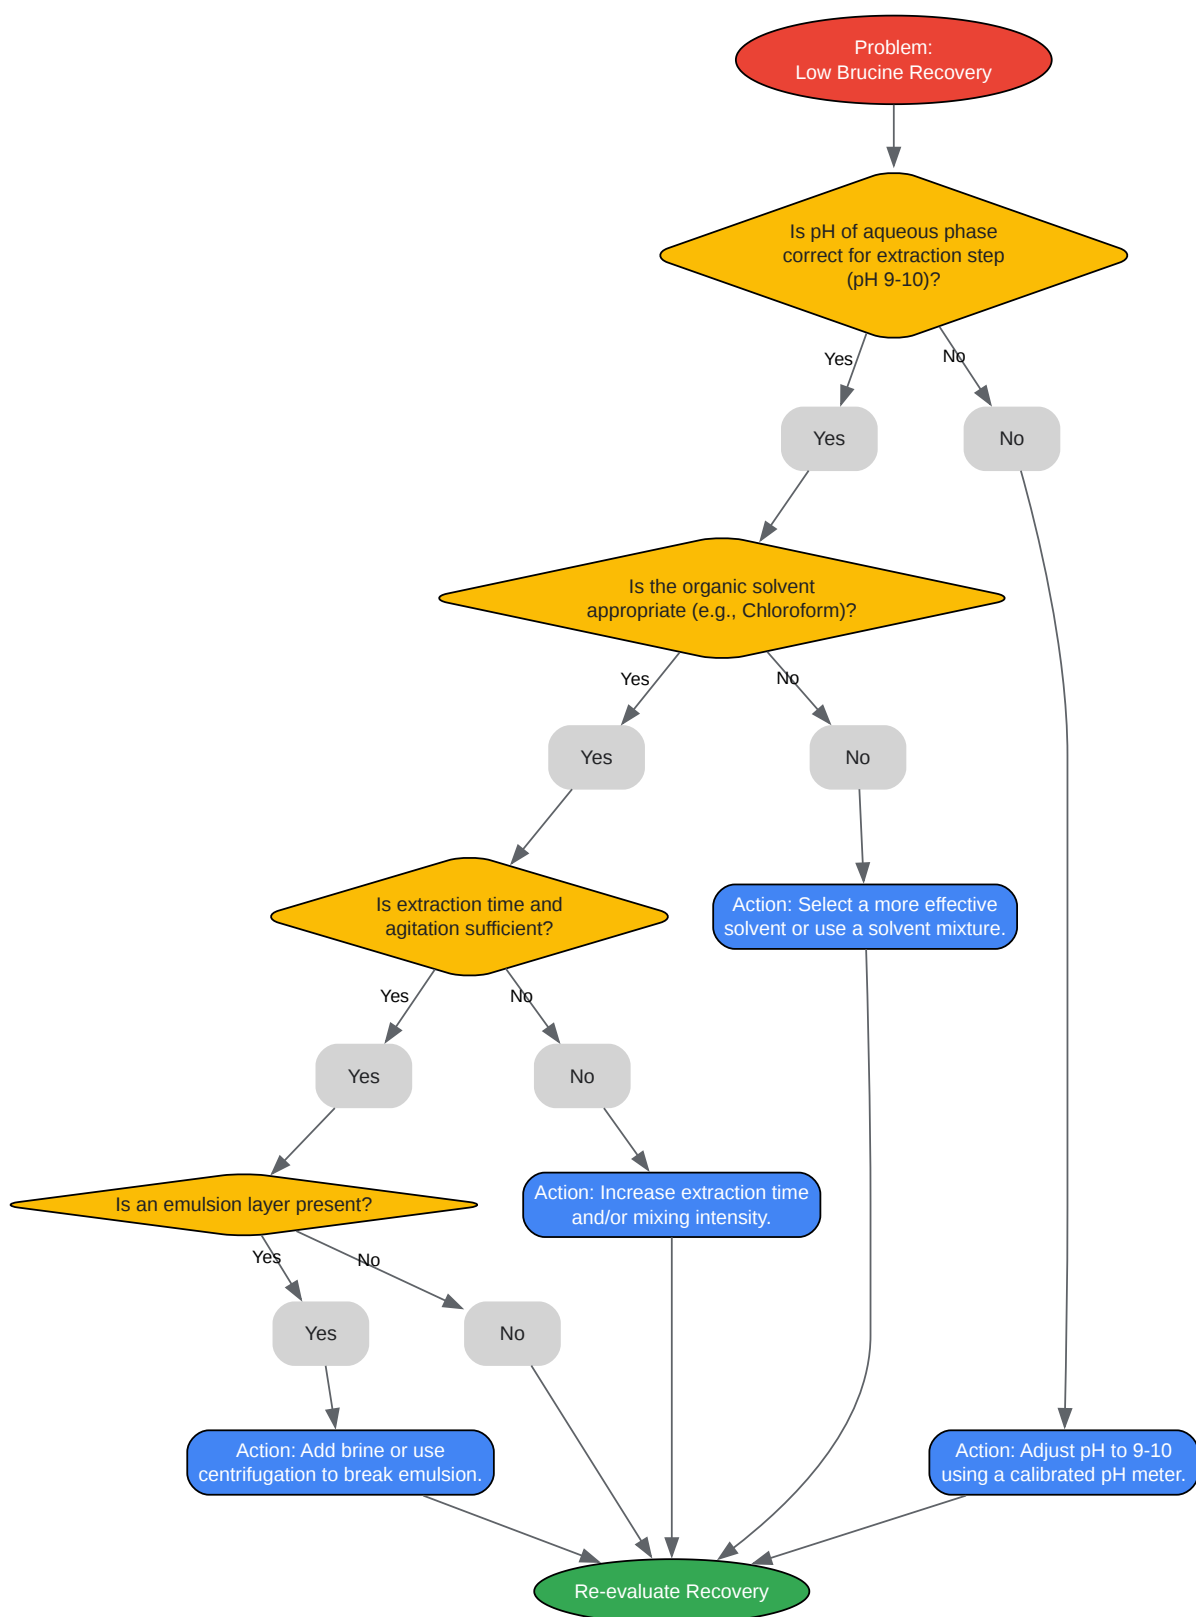 Problem:
Low Brucine Recovery
Is pH of aqueous phase
correct for extraction step
(pH 9-10)?
Yes
No
Yes
No
Is the organic solvent
appropriate (e.g., Chloroform)?
Yes
No
Yes
No
Is extraction time and
agitation sufficient?
Action: Select a more effective
solvent or use a solvent mixture.
Yes
No
Yes
No
Is an emulsion layer present?
Action: Increase extraction time
and/or mixing intensity.
Yes
No
Yes
No
Action: Add brine or use
centrifugation to break emulsion.
Action: Adjust pH to 9-10
using a calibrated pH meter.
Re-evaluate Recovery